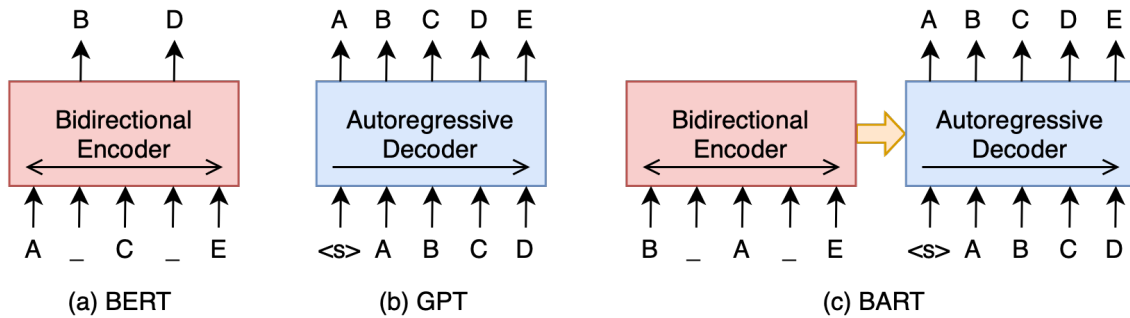 B D
A B C D E
A B C D E
Bidirectional
Encoder
Autoregressive
Decoder
Bidirectional
Encoder
Autoregressive
Decoder
A _ C _ E
<s> A B C D
B _ A _ E
<s> A B C D
(a) BERT
(b) GPT
(c) BART